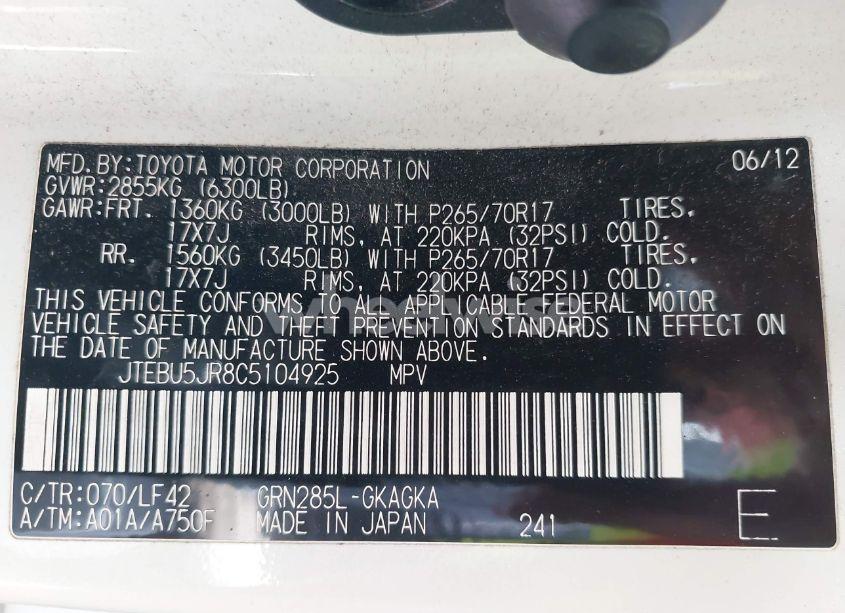 MFD. BY:TOYOTA MOTOR CORPORATION 06/12
GVWR:2855KG (6300LB)
GAWR:FRT. 1360KG (3000LB) WITH P265/70R17 TIRES,
17X7J RIMS, AT 220KPA (32PSI) COLD.
RR. 1560KG (3450LB) WITH P265/70R17 TIRES,
17X7J RIMS, AT 220KPA (32PSI) COLD.
THIS VEHICLE CONFORMS TO ALL APPLICABLE FEDERAL MOTOR
VEHICLE SAFETY AND THEFT PREVENTION STANDARDS IN EFFECT ON
THE DATE OF MANUFACTURE SHOWN ABOVE.
JTEBU5JR8C5104925 MPV
C/TR:070/LF42 GRN285L-GKAGKA
A/TM:A01A/A750F MADE IN JAPAN 241 E